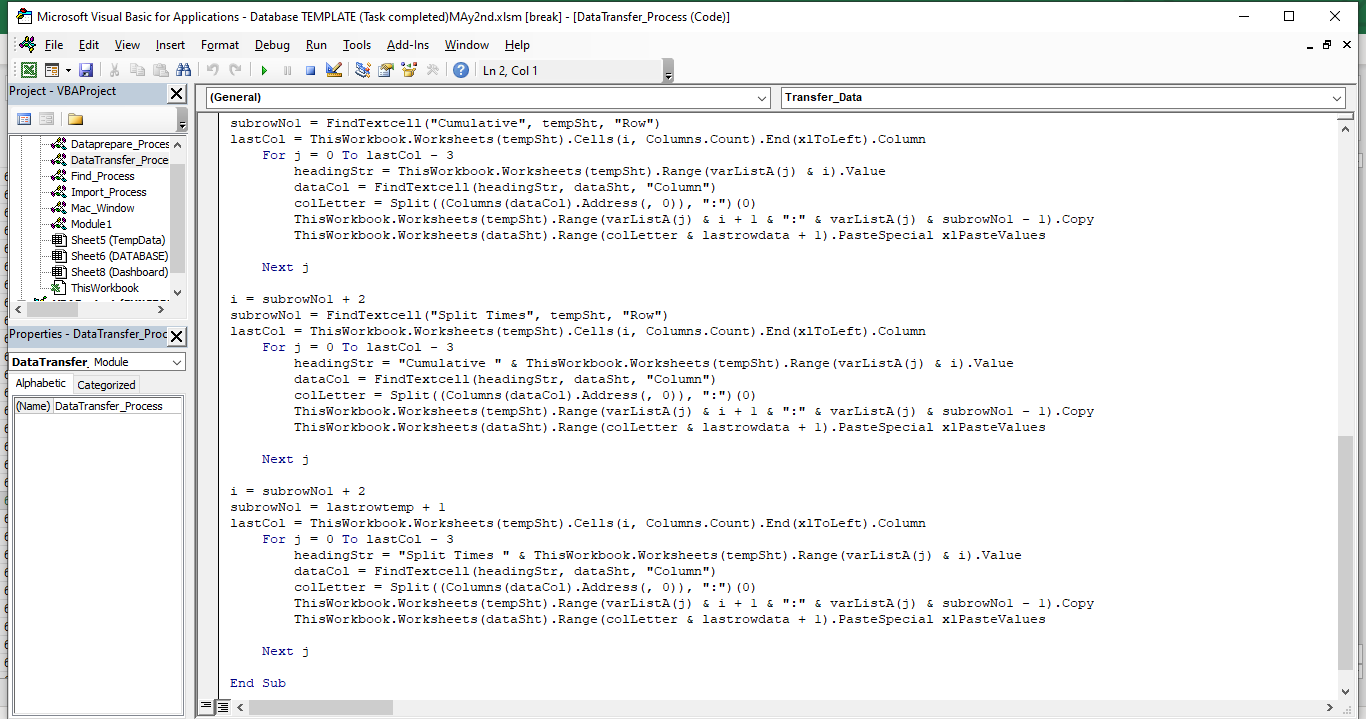 Microsoft Visual Basic for Applications - Database TEMPLATE (Task completed)MAy2nd.xlsm [break] - [DataTransfer_Process (Code)]
File Edit View Insert Format Debug Run Tools Add-Ins Window Help
Ln 2, Col 1
Project - VBAProject
(General)
Transfer_Data
Dataprepare_Proces
DataTransfer_Proce
Find_Process
Import_Process
Mac_Window
Module1
Sheet5 (TempData)
Sheet6 (DATABASE)
Sheet8 (Dashboard)
ThisWorkbook
Properties - DataTransfer_Proc
DataTransfer_ Module
Alphabetic Categorized
(Name) DataTransfer_Process
subrowNo1 = FindTextcell("Cumulative", tempSht, "Row")
lastCol = ThisWorkbook.Worksheets(tempSht).Cells(i, Columns.Count).End(xlToLeft).Column
For j = 0 To lastCol - 3
headingStr = ThisWorkbook.Worksheets(tempSht).Range(varListA(j) & i).Value
dataCol = FindTextcell(headingStr, dataSht, "Column")
colLetter = Split((Columns(dataCol).Address(, 0)), ":")(0)
ThisWorkbook.Worksheets(tempSht).Range(varListA(j) & i + 1 & ":" & varListA(j) & subrowNo1 - 1).Copy
ThisWorkbook.Worksheets(dataSht).Range(colLetter & lastrowdata + 1).PasteSpecial xlPasteValues
Next j
i = subrowNo1 + 2
subrowNo1 = FindTextcell("Split Times", tempSht, "Row")
lastCol = ThisWorkbook.Worksheets(tempSht).Cells(i, Columns.Count).End(xlToLeft).Column
For j = 0 To lastCol - 3
headingStr = "Cumulative " & ThisWorkbook.Worksheets(tempSht).Range(varListA(j) & i).Value
dataCol = FindTextcell(headingStr, dataSht, "Column")
colLetter = Split((Columns(dataCol).Address(, 0)), ":")(0)
ThisWorkbook.Worksheets(tempSht).Range(varListA(j) & i + 1 & ":" & varListA(j) & subrowNo1 - 1).Copy
ThisWorkbook.Worksheets(dataSht).Range(colLetter & lastrowdata + 1).PasteSpecial xlPasteValues
Next j
i = subrowNo1 + 2
subrowNo1 = lastrowtemp + 1
lastCol = ThisWorkbook.Worksheets(tempSht).Cells(i, Columns.Count).End(xlToLeft).Column
For j = 0 To lastCol - 3
headingStr = "Split Times " & ThisWorkbook.Worksheets(tempSht).Range(varListA(j) & i).Value
dataCol = FindTextcell(headingStr, dataSht, "Column")
colLetter = Split((Columns(dataCol).Address(, 0)), ":")(0)
ThisWorkbook.Worksheets(tempSht).Range(varListA(j) & i + 1 & ":" & varListA(j) & subrowNo1 - 1).Copy
ThisWorkbook.Worksheets(dataSht).Range(colLetter & lastrowdata + 1).PasteSpecial xlPasteValues
Next j
End Sub